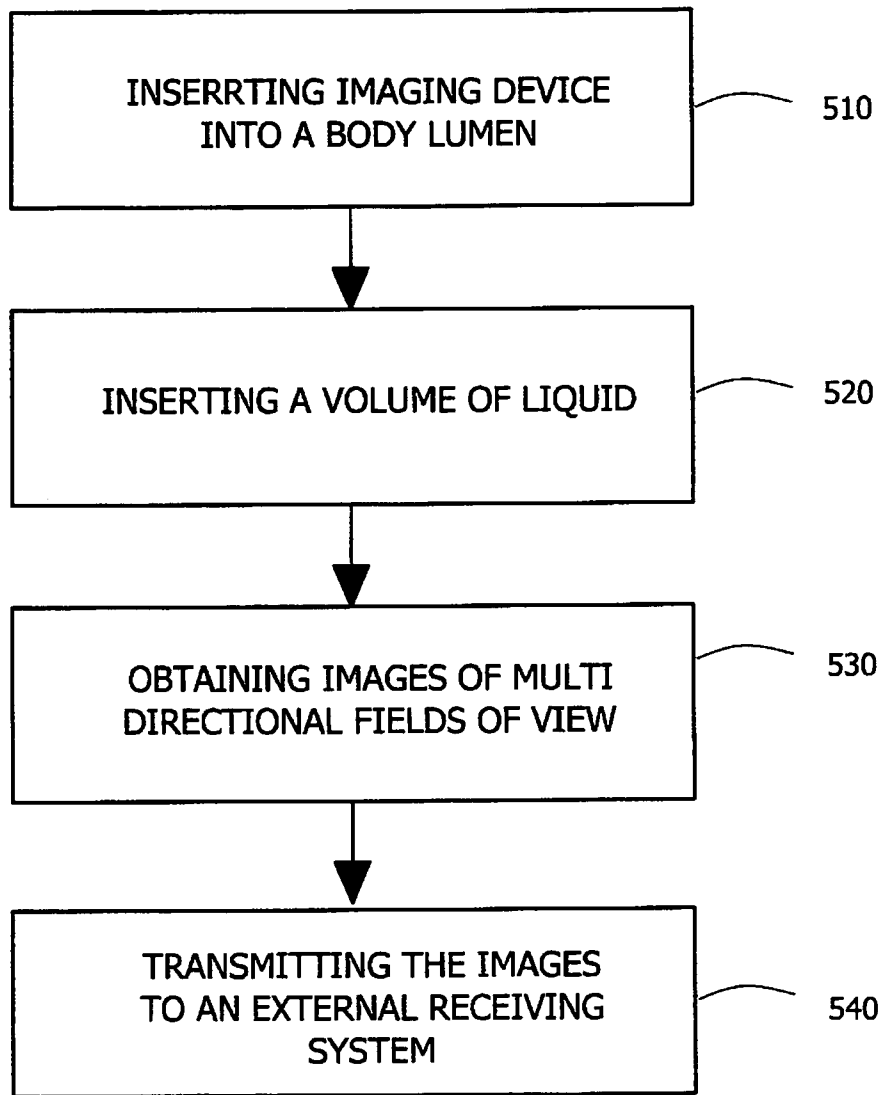 INSERRTING IMAGING DEVICE
INTO A BODY LUMEN
510
INSERTING A VOLUME OF LIQUID
520
OBTAINING IMAGES OF MULTI
DIRECTIONAL FIELDS OF VIEW
530
TRANSMITTING THE IMAGES
TO AN EXTERNAL RECEIVING
SYSTEM
540